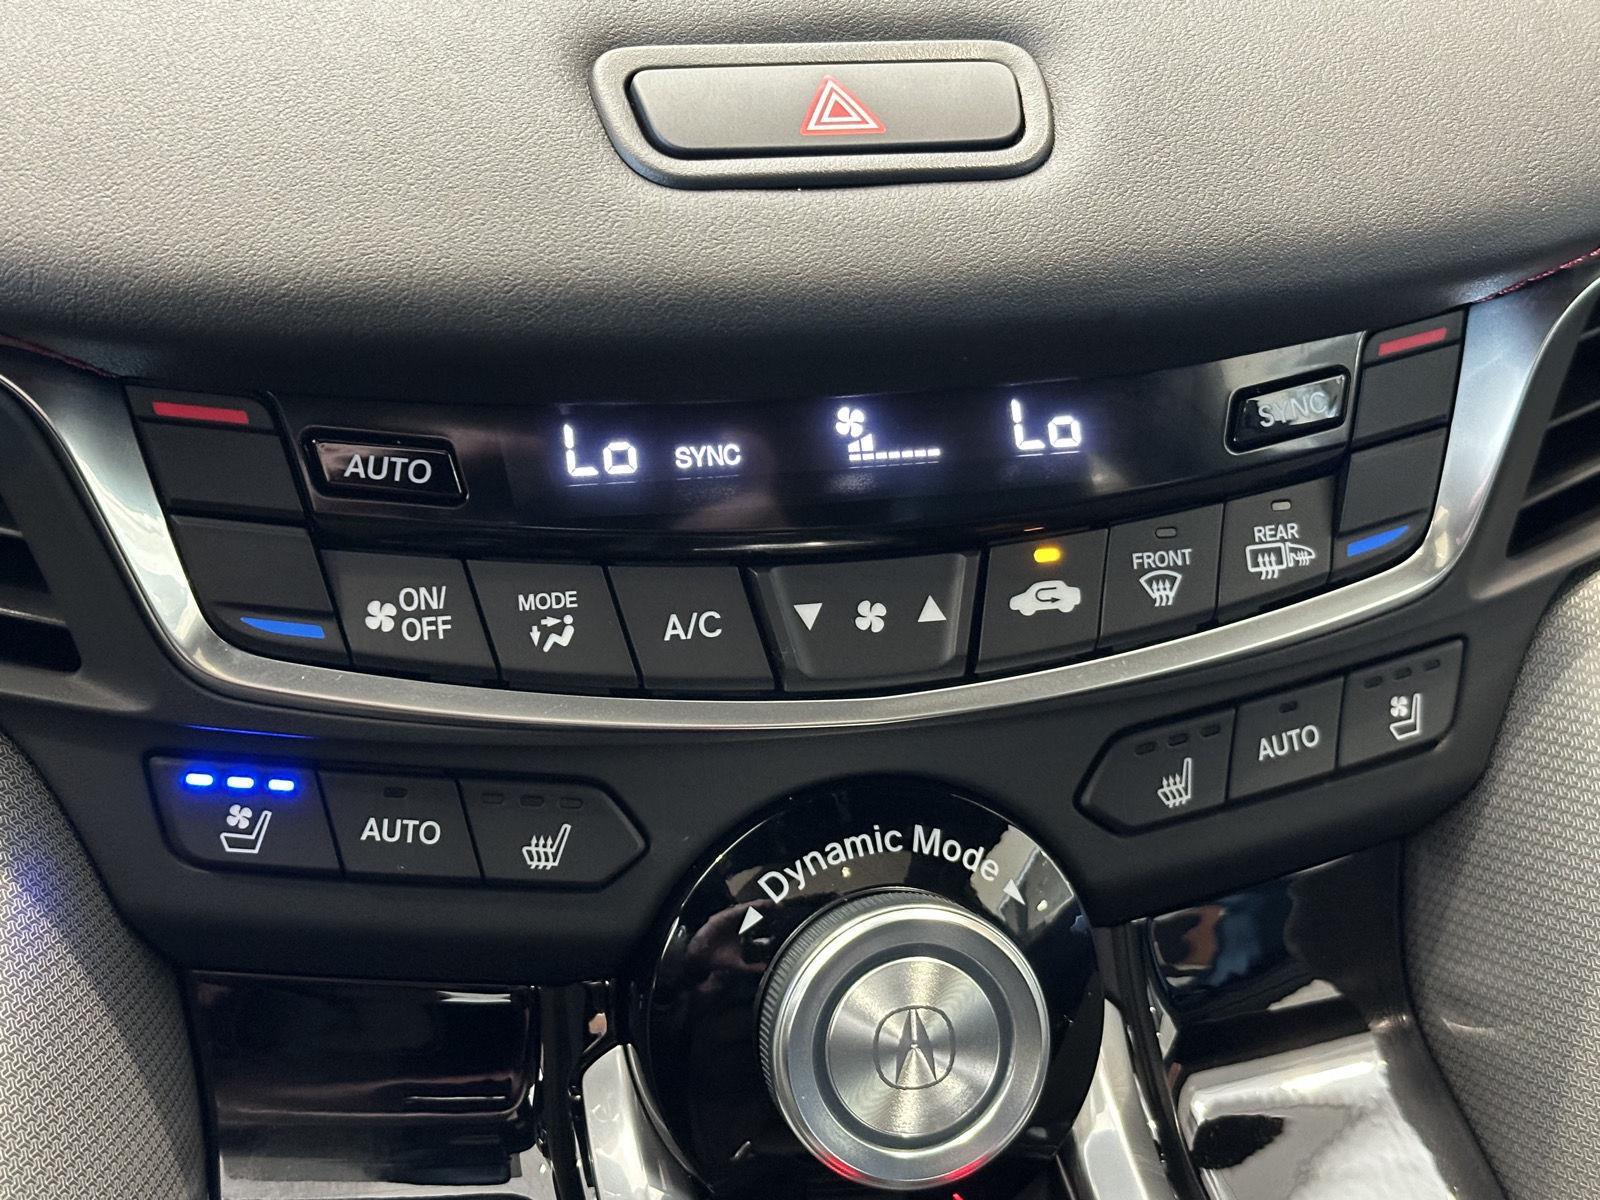 AUTO
Lo SYNC
Lo
SYNC
ON/
OFF
MODE
A/C
FRONT
REAR
AUTO
AUTO
Dynamic Mode